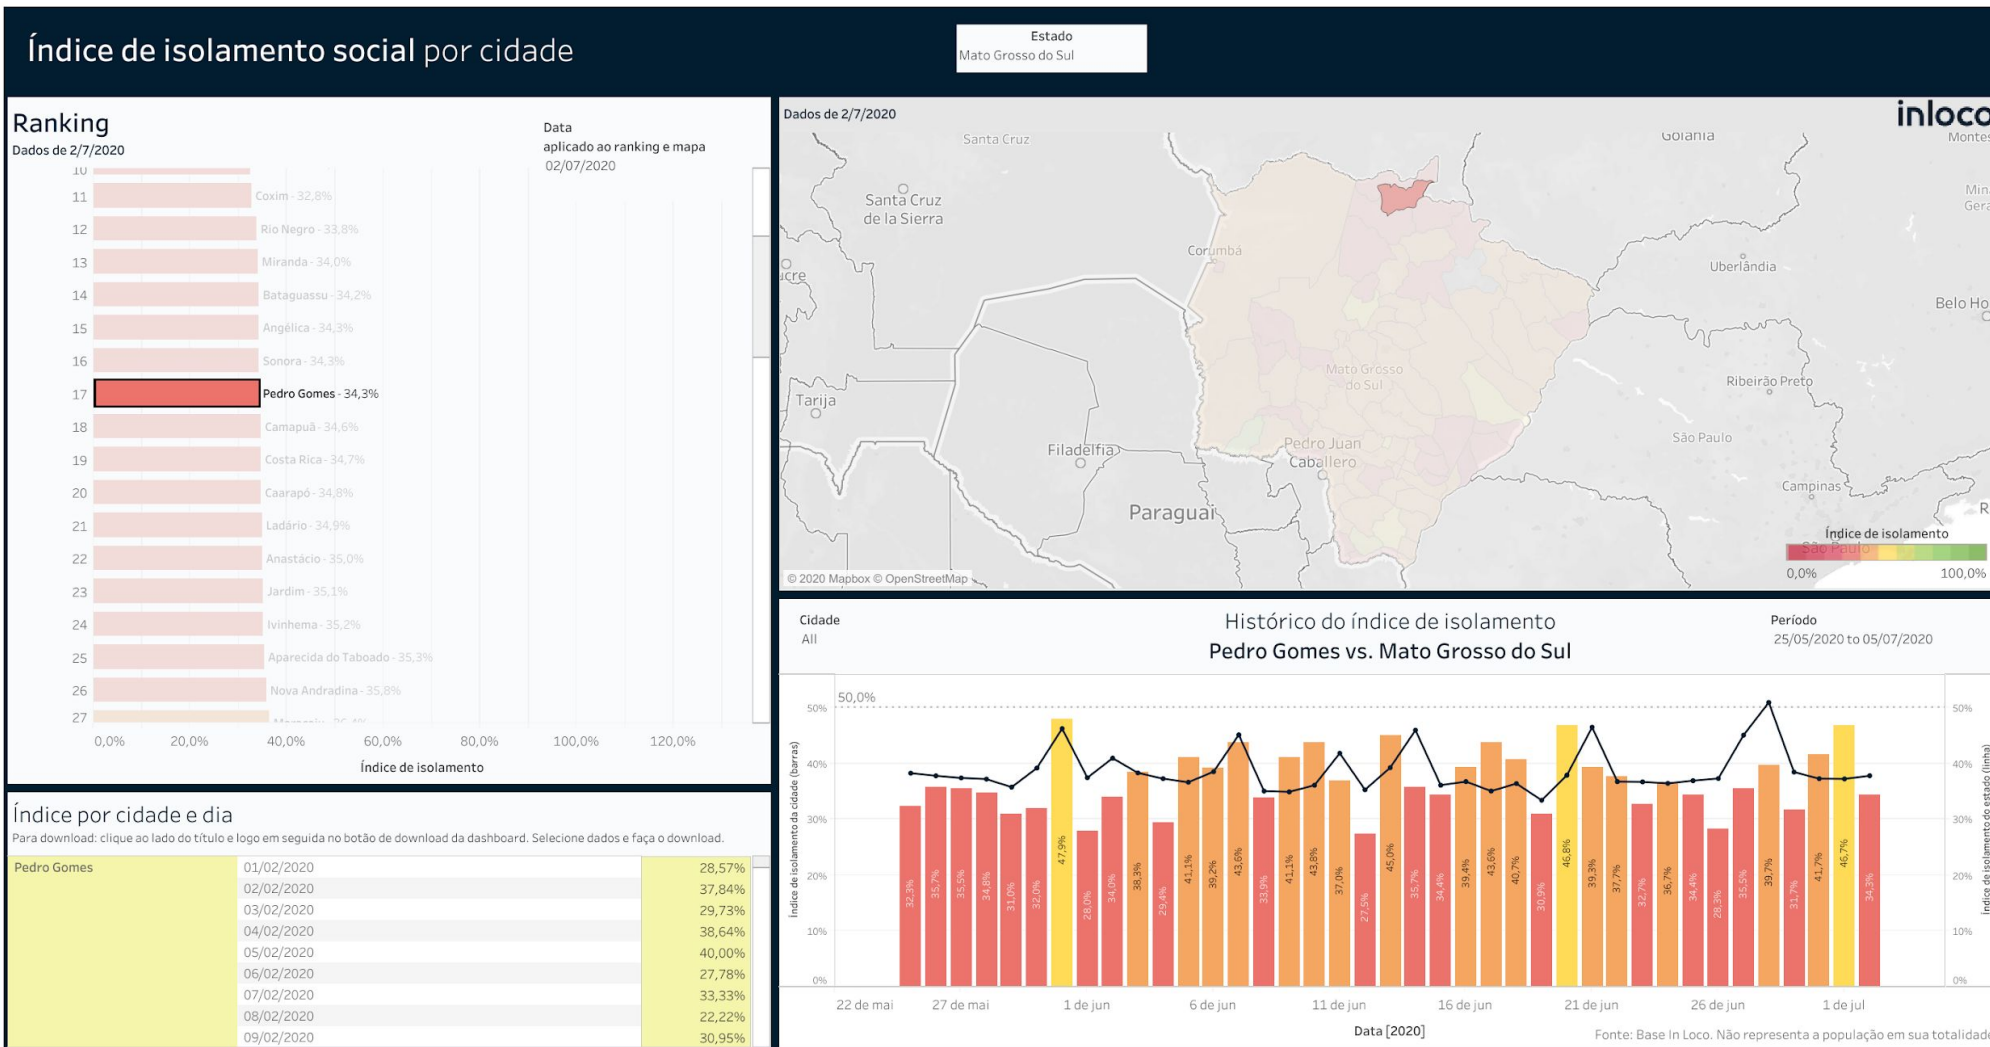 Índice de isolamento social por cidade
Estado
Mato Grosso do Sul
Ranking
Dados de 2/7/2020
Data
aplicado ao ranking e mapa
02/07/2020
10
11 Coxim - 32,8%
12 Rio Negro - 33,8%
13 Miranda - 34,0%
14 Bataguassu - 34,2%
15 Angélica - 34,3%
16 Sonora - 34,3%
17 Pedro Gomes - 34,3%
18 Camapuã - 34,6%
19 Costa Rica - 34,7%
20 Caarapó - 34,8%
21 Ladário - 34,9%
22 Anastácio - 35,0%
23 Jardim - 35,1%
24 Ivinhema - 35,2%
25 Aparecida do Taboado - 35,3%
26 Nova Andradina - 35,8%
27
0,0% 20,0% 40,0% 60,0% 80,0% 100,0% 120,0%
Índice de isolamento
Índice por cidade e dia
Para download: clique ao lado do título e logo em seguida no botão de download da dashboard. Selecione dados e faça o download.
Pedro Gomes 01/02/2020 28,57%
02/02/2020 37,84%
03/02/2020 29,73%
04/02/2020 38,64%
05/02/2020 40,00%
06/02/2020 27,78%
07/02/2020 33,33%
08/02/2020 22,22%
09/02/2020 30,95%
Dados de 2/7/2020
inloco
Santa Cruz
Goiânia
Montes
Santa Cruz
de la Sierra
Min
Gera
Corumbá
Uberlândia
ucre
Belo Ho
Mato Grosso
do Sul
Ribeirão Preto
Tarija
Filadelfia
Pedro Juan
Caballero
São Paulo
Campinas
Paraguai
R
Índice de isolamento
São Paulo
0,0% 100,0%
© 2020 Mapbox © OpenStreetMap
Cidade
All
Histórico do índice de isolamento
Pedro Gomes vs. Mato Grosso do Sul
Período
25/05/2020 to 05/07/2020
50,0%
50% 50%
40% 40%
30% 30%
20% 20%
10% 10%
0% 0%
Índice de isolamento da cidade (barras)
32,3% 35,7% 35,5% 34,8% 31,0% 32,0% 47,9% 28,0% 34,0% 38,3% 29,4% 41,1% 39,2% 43,6% 33,9% 41,1% 43,8% 37,0% 27,5% 45,0% 35,7% 34,4% 39,4% 43,6% 40,7% 30,9% 46,8% 39,3% 37,7% 32,7% 36,7% 34,4% 28,3% 35,5% 39,7% 31,7% 41,7% 46,7% 34,3%
Índice de isolamento do estado (linha)
22 de mai 27 de mai 1 de jun 6 de jun 11 de jun 16 de jun 21 de jun 26 de jun 1 de jul
Data [2020]
Fonte: Base In Loco. Não representa a população em sua totalidade